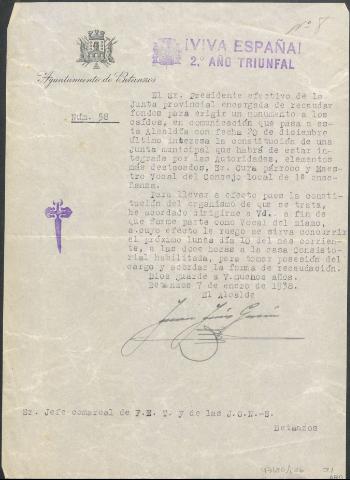 Nº 8
¡VIVA ESPAÑA!
2.º AÑO TRIUNFAL
Ayuntamiento de Betanzos
Núm. 58
El Sr. Presidente efectivo de la
Junta provincial encargada de recaudar
fondos para erigir un monumento a los
caídos, en comunicación que pasa a es-
ta Alcaldía con fecha 20 de diciembre
último interesa la constitución de una
Junta municipal que habrá de estar in-
tegrada por las Autoridades, elementos
más destacados, Sr. Cura párroco y Maes-
tro Vocal del Consejo local de 1ª ense-
ñanza.
Para llevar a efecto pues la consti-
tución del organismo de que se trata,
he acordado dirigirme a Vd. a fin de
que forme parte como Vocal del mismo,
a cuyo efecto le ruego se sirva concurrir
el próximo lunes día 10 del mes corrien-
te, a las doce horas a la casa Consisto-
rial habilitada, para tomar posesión del
cargo y acordar la forma de recaudación.
Dios guarde a V. muchos años.
Betanzos 7 de enero de 1938.
El Alcalde
Sr. Jefe comarcal de F.E. T. y de las J.O.N.-S.
Betanzos